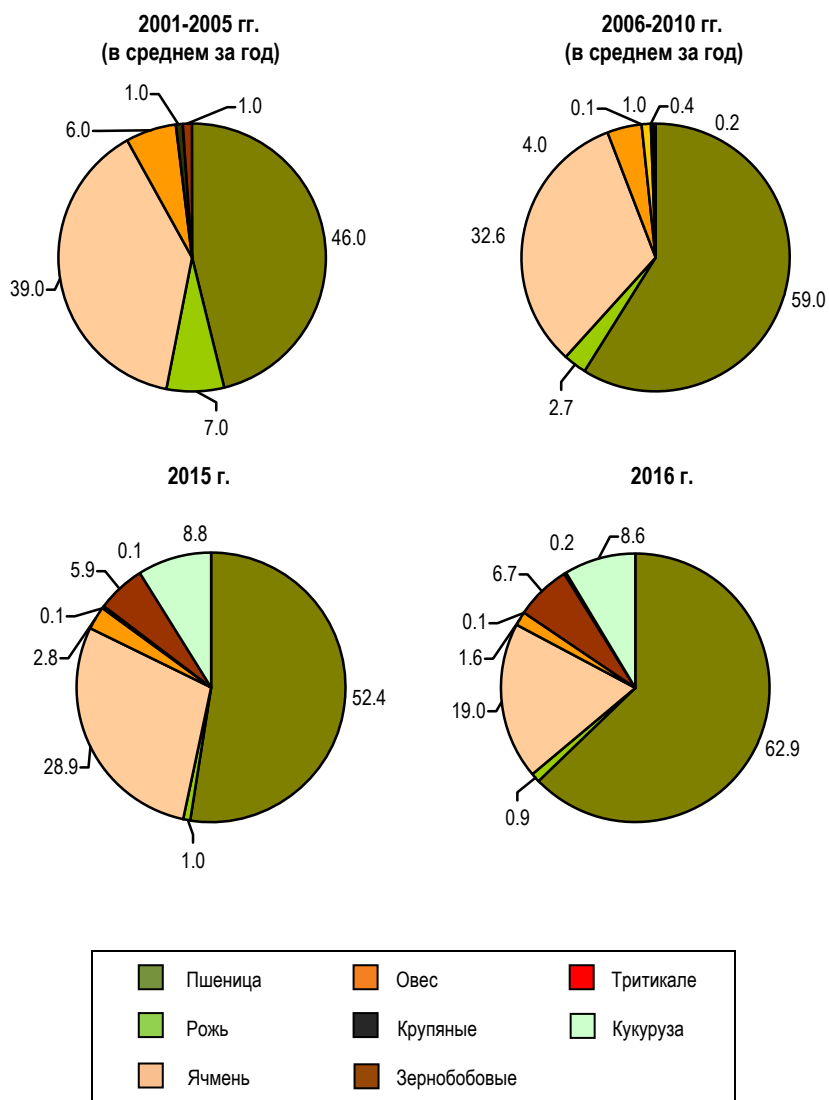 2001-2005 гг.
(в среднем за год)
2006-2010 гг.
(в среднем за год)
1.0
1.0
6.0
46.0
39.0
7.0
0.1
1.0
0.4
0.2
4.0
32.6
59.0
2.7
2015 г.
2016 г.
8.8
0.1
5.9
0.1
2.8
52.4
28.9
1.0
8.6
0.2
6.7
0.1
1.6
19.0
62.9
0.9
Пшеница
Овес
Тритикале
Рожь
Крупяные
Кукуруза
Ячмень
Зернобобовые